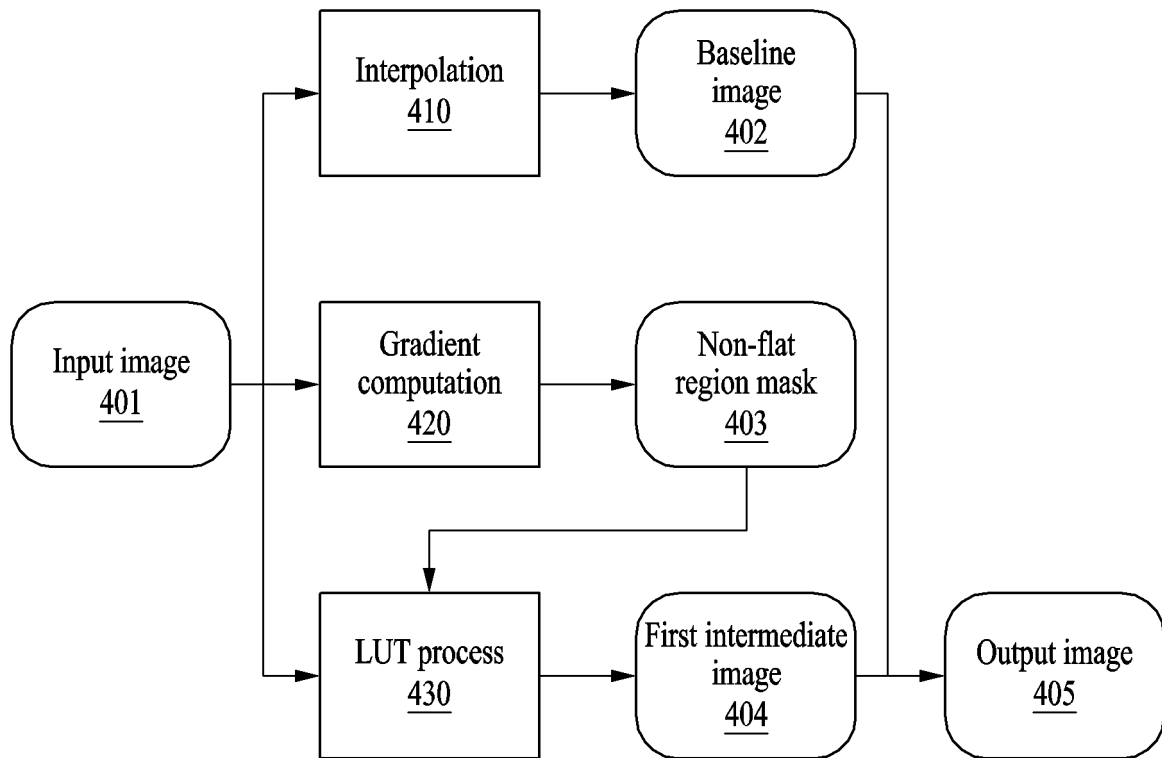 Interpolation
410
Baseline
image
402
Input image
401
Gradient
computation
420
Non-flat
region mask
403
LUT process
430
First intermediate
image
404
Output image
405